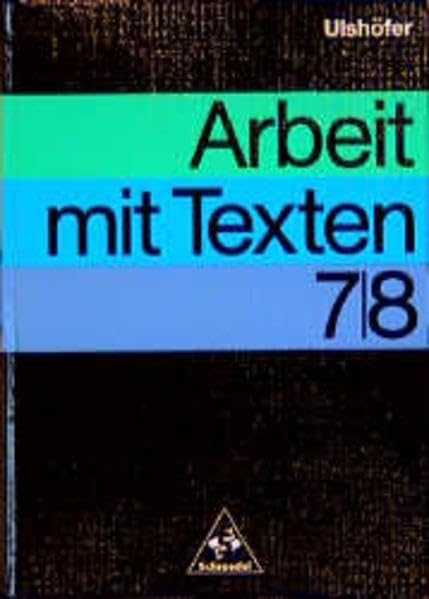 Ulshöfer
Arbeit
mit Texten
7|8
Schroedel